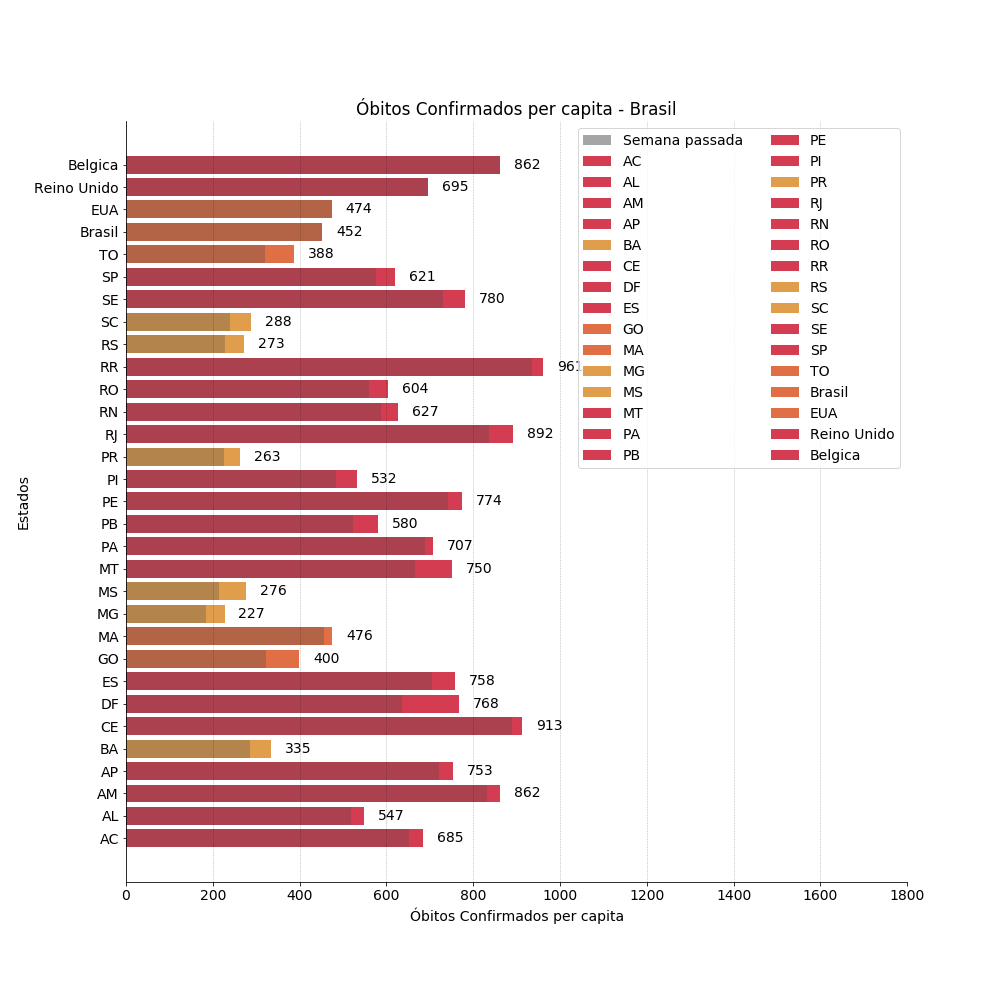 Óbitos Confirmados per capita - Brasil
Belgica 862
Reino Unido 695
EUA 474
Brasil 452
TO 388
SP 621
SE 780
SC 288
RS 273
RR 961
RO 604
RN 627
RJ 892
PR 263
PI 532
PE 774
PB 580
PA 707
MT 750
MS 276
MG 227
MA 476
GO 400
ES 758
DF 768
CE 913
BA 335
AP 753
AM 862
AL 547
AC 685
Estados
0 200 400 600 800 1000 1200 1400 1600 1800
Óbitos Confirmados per capita
Semana passada
AC
AL
AM
AP
BA
CE
DF
ES
GO
MA
MG
MS
MT
PA
PB
PE
PI
PR
RJ
RN
RO
RR
RS
SC
SE
SP
TO
Brasil
EUA
Reino Unido
Belgica